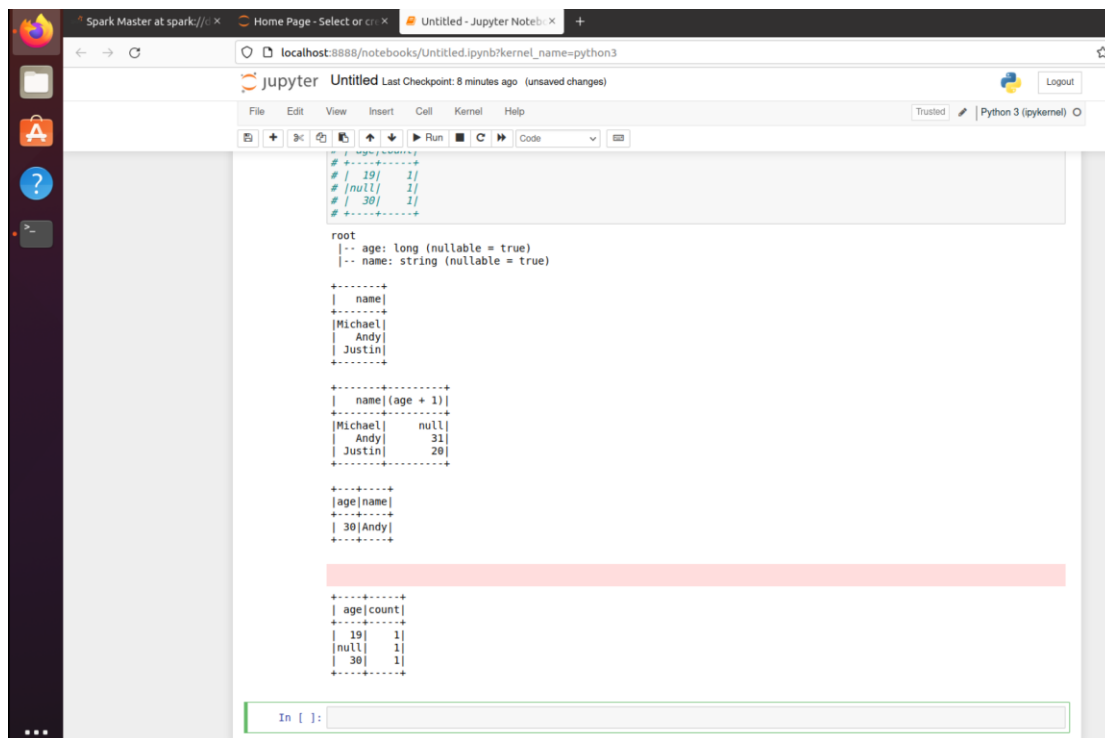 Spark Master at spark://d
Home Page - Select or cre
Untitled - Jupyter Notebo
localhost:8888/notebooks/Untitled.ipynb?kernel_name=python3
jupyter Untitled Last Checkpoint: 8 minutes ago (unsaved changes)
Logout
File Edit View Insert Cell Kernel Help
Trusted Python 3 (ipykernel)
Run Code
# | age|count|
# +----+-----+
# |  19|    1|
# |null|    1|
# |  30|    1|
# +----+-----+
root
 |-- age: long (nullable = true)
 |-- name: string (nullable = true)
+-------+
|   name|
+-------+
|Michael|
|   Andy|
| Justin|
+-------+
+-------+---------+
|   name|(age + 1)|
+-------+---------+
|Michael|     null|
|   Andy|       31|
| Justin|       20|
+-------+---------+
+---+----+
|age|name|
+---+----+
| 30|Andy|
+---+----+
+----+-----+
| age|count|
+----+-----+
|  19|    1|
|null|    1|
|  30|    1|
+----+-----+
In [ ]: